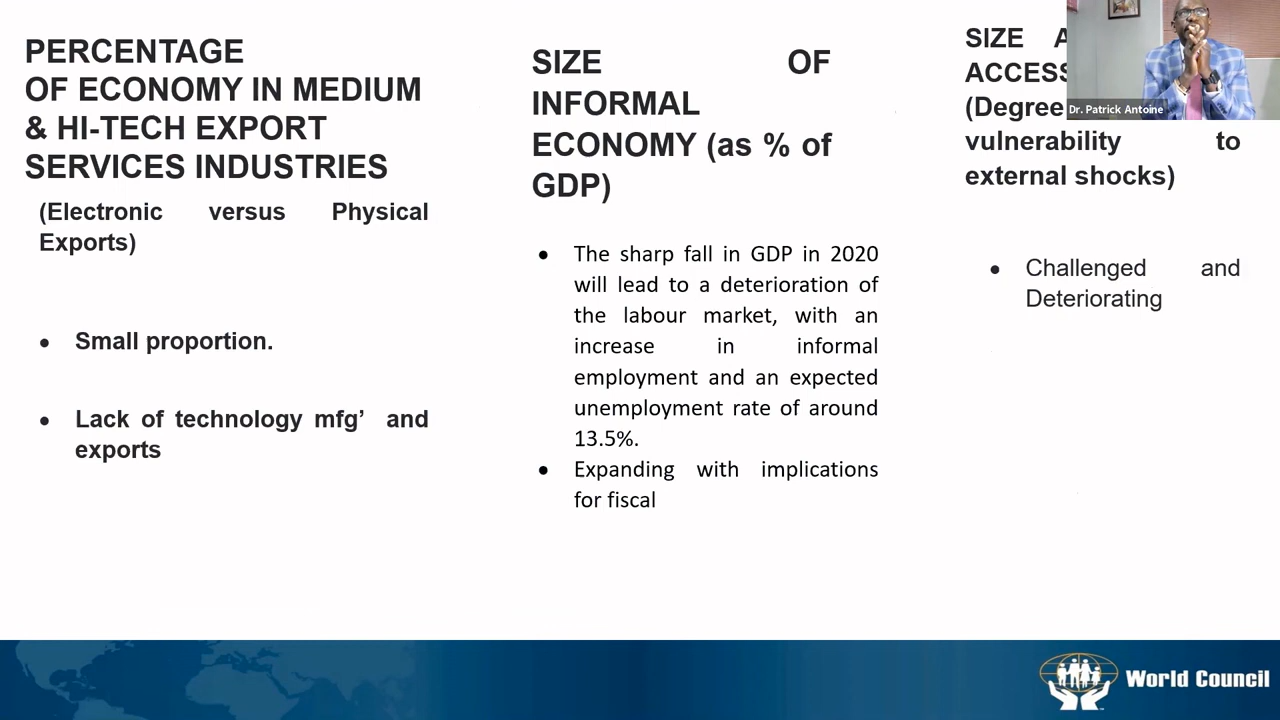 PERCENTAGE
OF ECONOMY IN MEDIUM
& HI-TECH EXPORT
SERVICES INDUSTRIES
(Electronic versus Physical
Exports)
• Small proportion.
• Lack of technology mfg’ and
exports
SIZE OF
INFORMAL
ECONOMY (as % of
GDP)
• The sharp fall in GDP in 2020
will lead to a deterioration of
the labour market, with an
increase in informal
employment and an expected
unemployment rate of around
13.5%.
• Expanding with implications
for fiscal
SIZE
(Degree
vulnerability to
external shocks)
• Challenged and
Deteriorating
Dr. Patrick Antoine
World Council